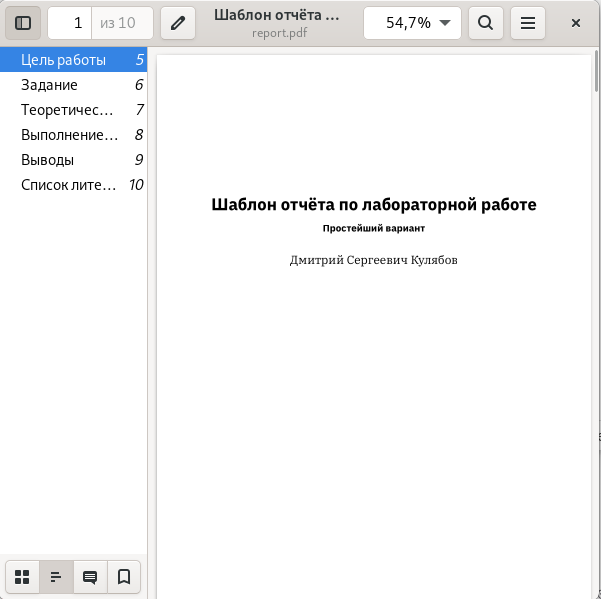 1 из 10
Шаблон отчёта ...
report.pdf
54,7%
Цель работы 5
Задание 6
Теоретичес... 7
Выполнение... 8
Выводы 9
Список лите... 10
Шаблон отчёта по лабораторной работе
Простейший вариант
Дмитрий Сергеевич Кулябов